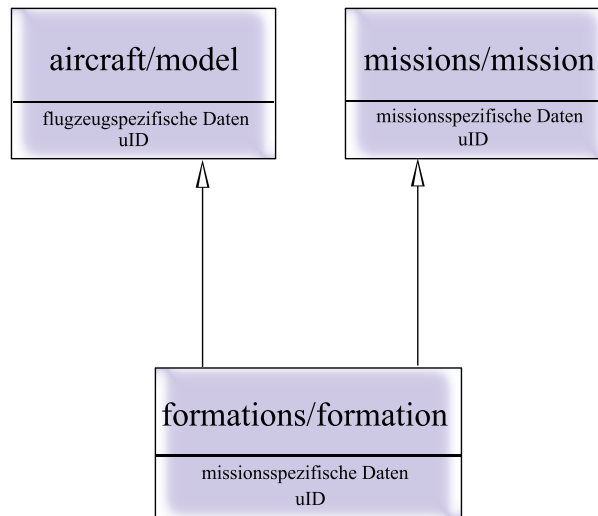 aircraft/model
flugzeugspezifische Daten
uID
missions/mission
missionsspezifische Daten
uID
formations/formation
missionsspezifische Daten
uID